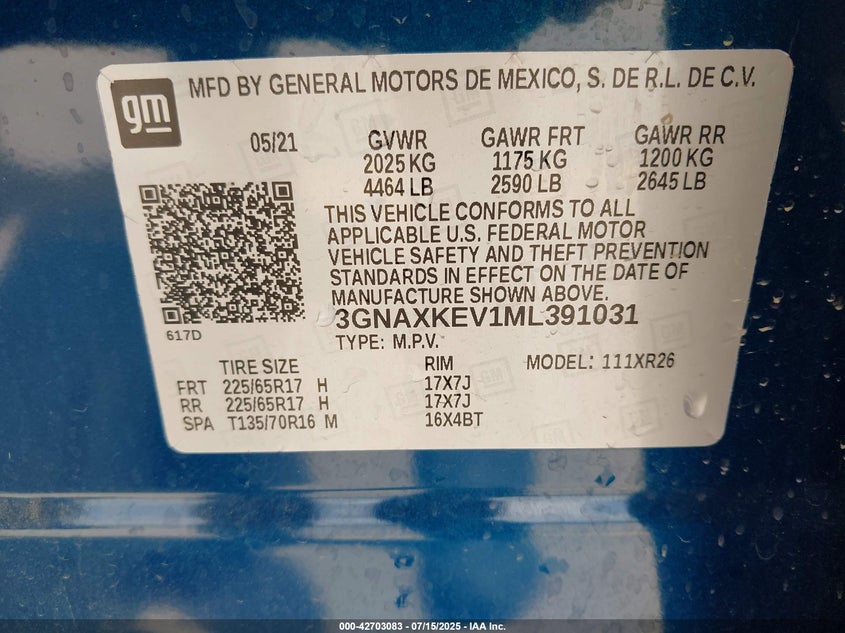 gm
MFD BY GENERAL MOTORS DE MEXICO, S. DE R.L. DE C.V.
05/21 GVWR GAWR FRT GAWR RR
2025 KG 1175 KG 1200 KG
4464 LB 2590 LB 2645 LB
THIS VEHICLE CONFORMS TO ALL
APPLICABLE U.S. FEDERAL MOTOR
VEHICLE SAFETY AND THEFT PREVENTION
STANDARDS IN EFFECT ON THE DATE OF
MANUFACTURE SHOWN ABOVE.
617D
3GNAXKEV1ML391031
TYPE: M.P.V. MODEL: 111XR26
TIRE SIZE RIM
FRT 225/65R17 H 17X7J
RR 225/65R17 H 17X7J
SPA T135/70R16 M 16X4BT
000-42703083 - 07/15/2025 - IAA Inc.